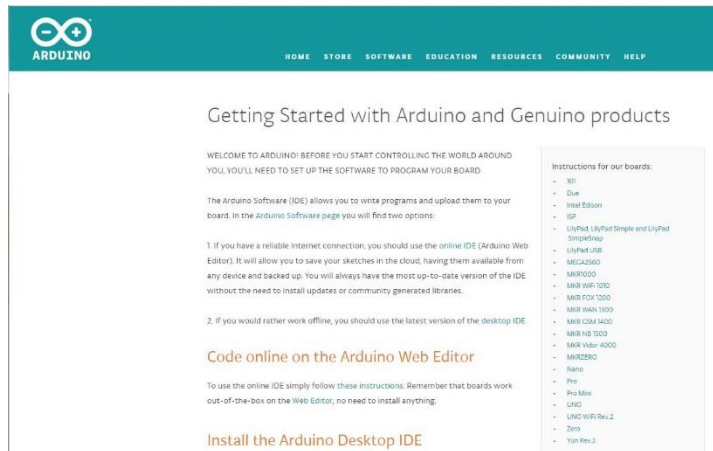 ARDUINO
HOME STORE SOFTWARE EDUCATION RESOURCES COMMUNITY HELP
Getting Started with Arduino and Genuino products
WELCOME TO ARDUINO! BEFORE YOU START CONTROLLING THE WORLD AROUND
YOU, YOU'LL NEED TO SET UP THE SOFTWARE TO PROGRAM YOUR BOARD
The Arduino Software (IDE) allows you to write programs and upload them to your
board. In the Arduino Software page you will find two options:
1. If you have a reliable Internet connection, you should use the online IDE (Arduino Web
Editor). It will allow you to save your sketches in the cloud, having them available from
any device and backed up. You will always have the most up-to-date version of the IDE
without the need to install updates or community generated libraries.
2. If you would rather work offline, you should use the latest version of the desktop IDE.
Code online on the Arduino Web Editor
To use the online IDE simply follow these instructions. Remember that boards work
out-of-the-box on the Web Editor, no need to install anything.
Install the Arduino Desktop IDE
Instructions for our boards:
- 101
- Due
- Intel Edison
- ISP
- LilyPad, LilyPad Simple and LilyPad
SimpleSnap
- LilyPad USB
- MEGA2560
- MKR1000
- MKR WiFi 1010
- MKR FOX 1200
- MKR WAN 1300
- MKR GSM 1400
- MKR NB 1500
- MKR Vidor 4000
- MKRZERO
- Nano
- Pro
- Pro Mini
- UNO
- UNO WiFi Rev.2
- Zero
- Yún Rev.2